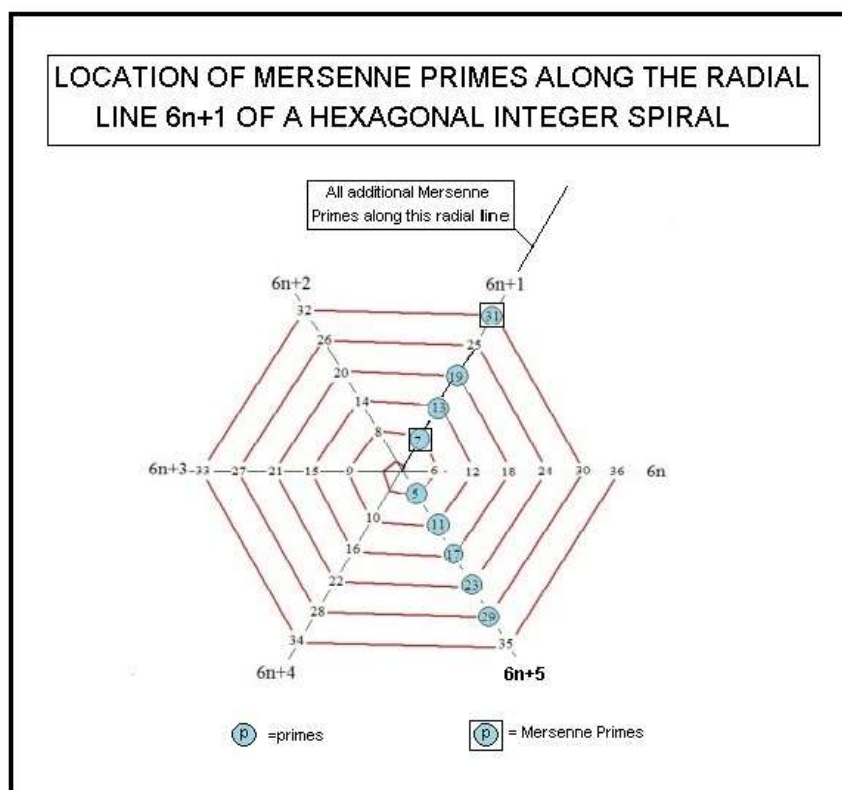 LOCATION OF MERSENNE PRIMES ALONG THE RADIAL
LINE 6n+1 OF A HEXAGONAL INTEGER SPIRAL
All additional Mersenne
Primes along this radial line
6n+2 6n+1
32 31
26 25
20 19
14 13
8 7
6n+3 33 27 21 15 9 6 12 18 24 30 36 6n
5
10 11
16 17
22 23
28 29
34 35
6n+4 6n+5
p =primes p = Mersenne Primes